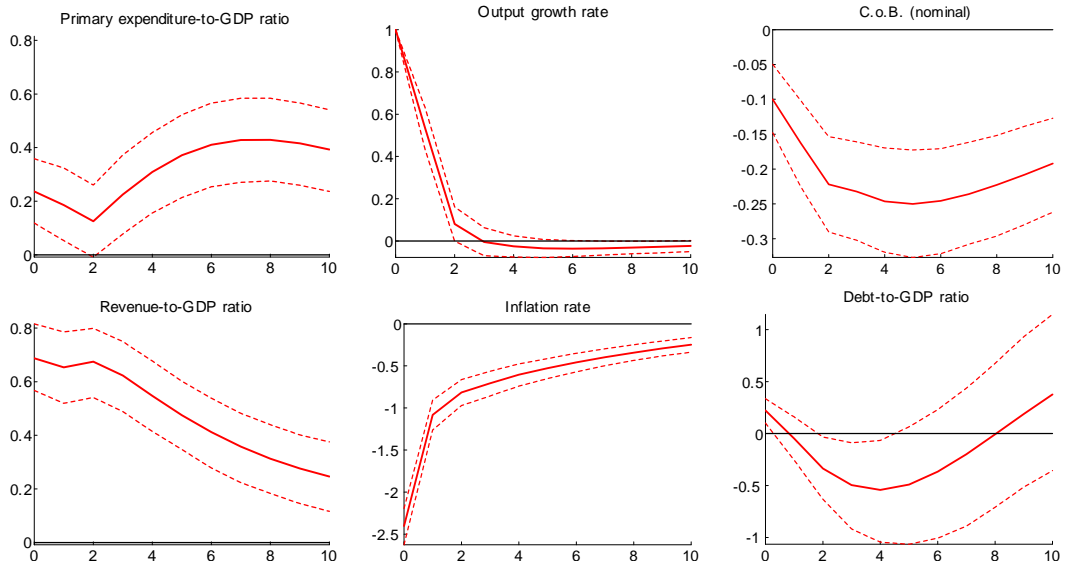 Primary expenditure-to-GDP ratio
0.8
0.6
0.4
0.2
0
0 2 4 6 8 10
Output growth rate
1
0.8
0.6
0.4
0.2
0
0 2 4 6 8 10
C.o.B. (nominal)
0
-0.05
-0.1
-0.15
-0.2
-0.25
-0.3
0 2 4 6 8 10
Revenue-to-GDP ratio
0.8
0.6
0.4
0.2
0
0 2 4 6 8 10
Inflation rate
0
-0.5
-1
-1.5
-2
-2.5
0 2 4 6 8 10
Debt-to-GDP ratio
1
0.5
0
-0.5
-1
0 2 4 6 8 10